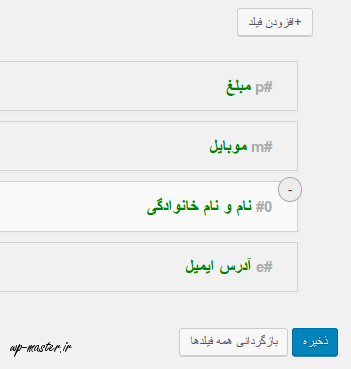 +افزودن فیلد
#p مبلغ
#m موبایل
-
#0 نام و نام خانوادگی
#e آدرس ایمیل
ذخیره بازگردانی همه فیلدها
wp-master.ir